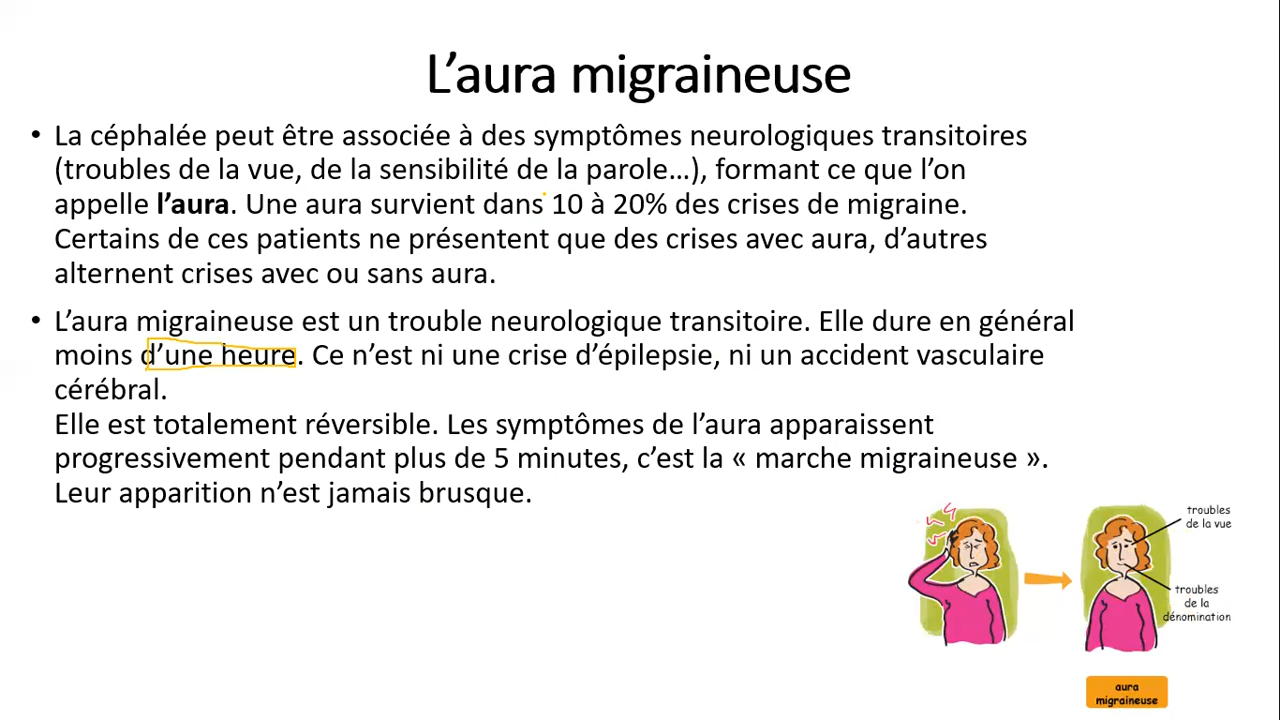 L’aura migraineuse
• La céphalée peut être associée à des symptômes neurologiques transitoires
(troubles de la vue, de la sensibilité de la parole…), formant ce que l’on
appelle l’aura. Une aura survient dans 10 à 20% des crises de migraine.
Certains de ces patients ne présentent que des crises avec aura, d’autres
alternent crises avec ou sans aura.
• L’aura migraineuse est un trouble neurologique transitoire. Elle dure en général
moins d’une heure. Ce n’est ni une crise d’épilepsie, ni un accident vasculaire
cérébral.
Elle est totalement réversible. Les symptômes de l’aura apparaissent
progressivement pendant plus de 5 minutes, c’est la « marche migraineuse ».
Leur apparition n’est jamais brusque.
troubles
de la vue
troubles
de la
dénomination
aura
migraineuse